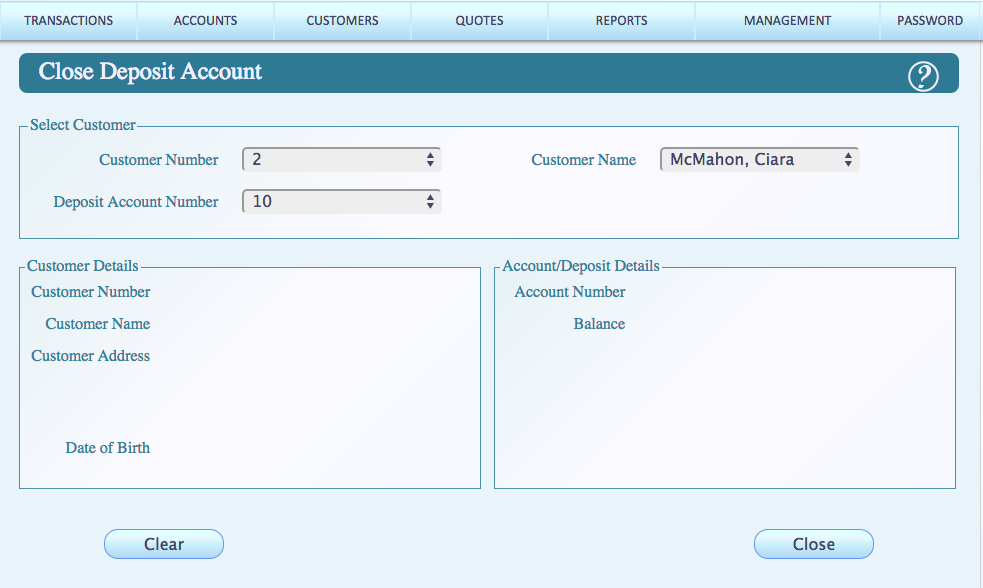 TRANSACTIONS ACCOUNTS CUSTOMERS QUOTES REPORTS MANAGEMENT PASSWORD
Close Deposit Account ?
Select Customer
Customer Number 2 Customer Name McMahon, Ciara
Deposit Account Number 10
Customer Details
Customer Number
Customer Name
Customer Address
Date of Birth
Account/Deposit Details
Account Number
Balance
Clear Close